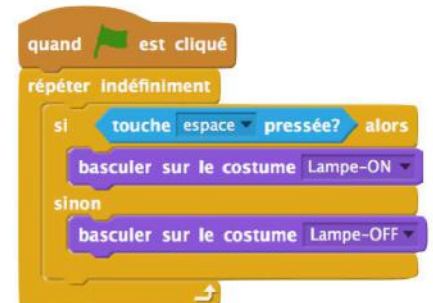 quand est cliqué
répéter indéfiniment
si touche espace pressée? alors
basculer sur le costume Lampe-ON
sinon
basculer sur le costume Lampe-OFF